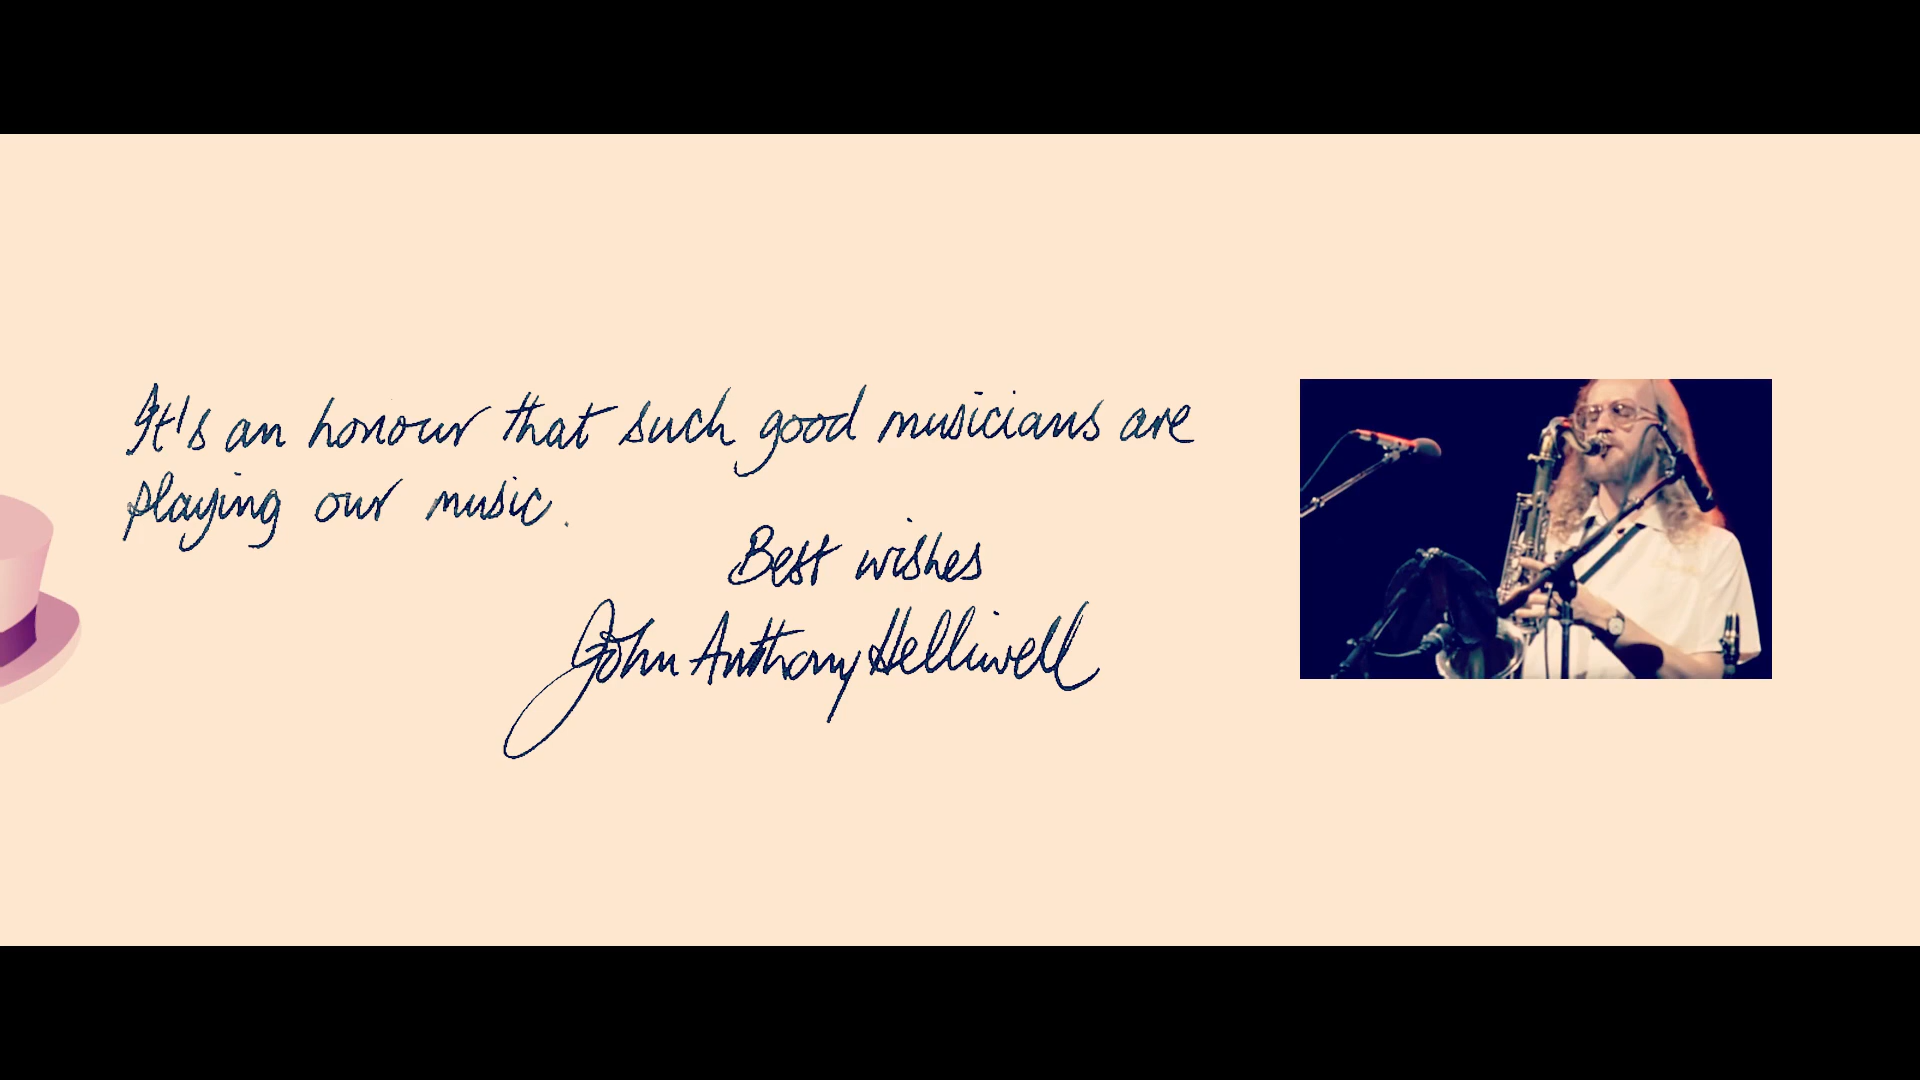 It's an honour that such good musicians are
playing our music.
Best wishes
John Anthony Helliwell